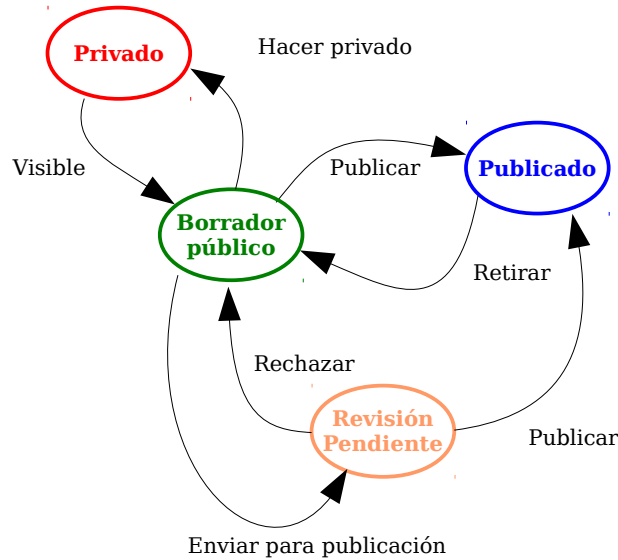 Hacer privado
Privado
Visible
Publicar
Publicado
Borrador
público
Retirar
Rechazar
Revisión
Pendiente
Publicar
Enviar para publicación